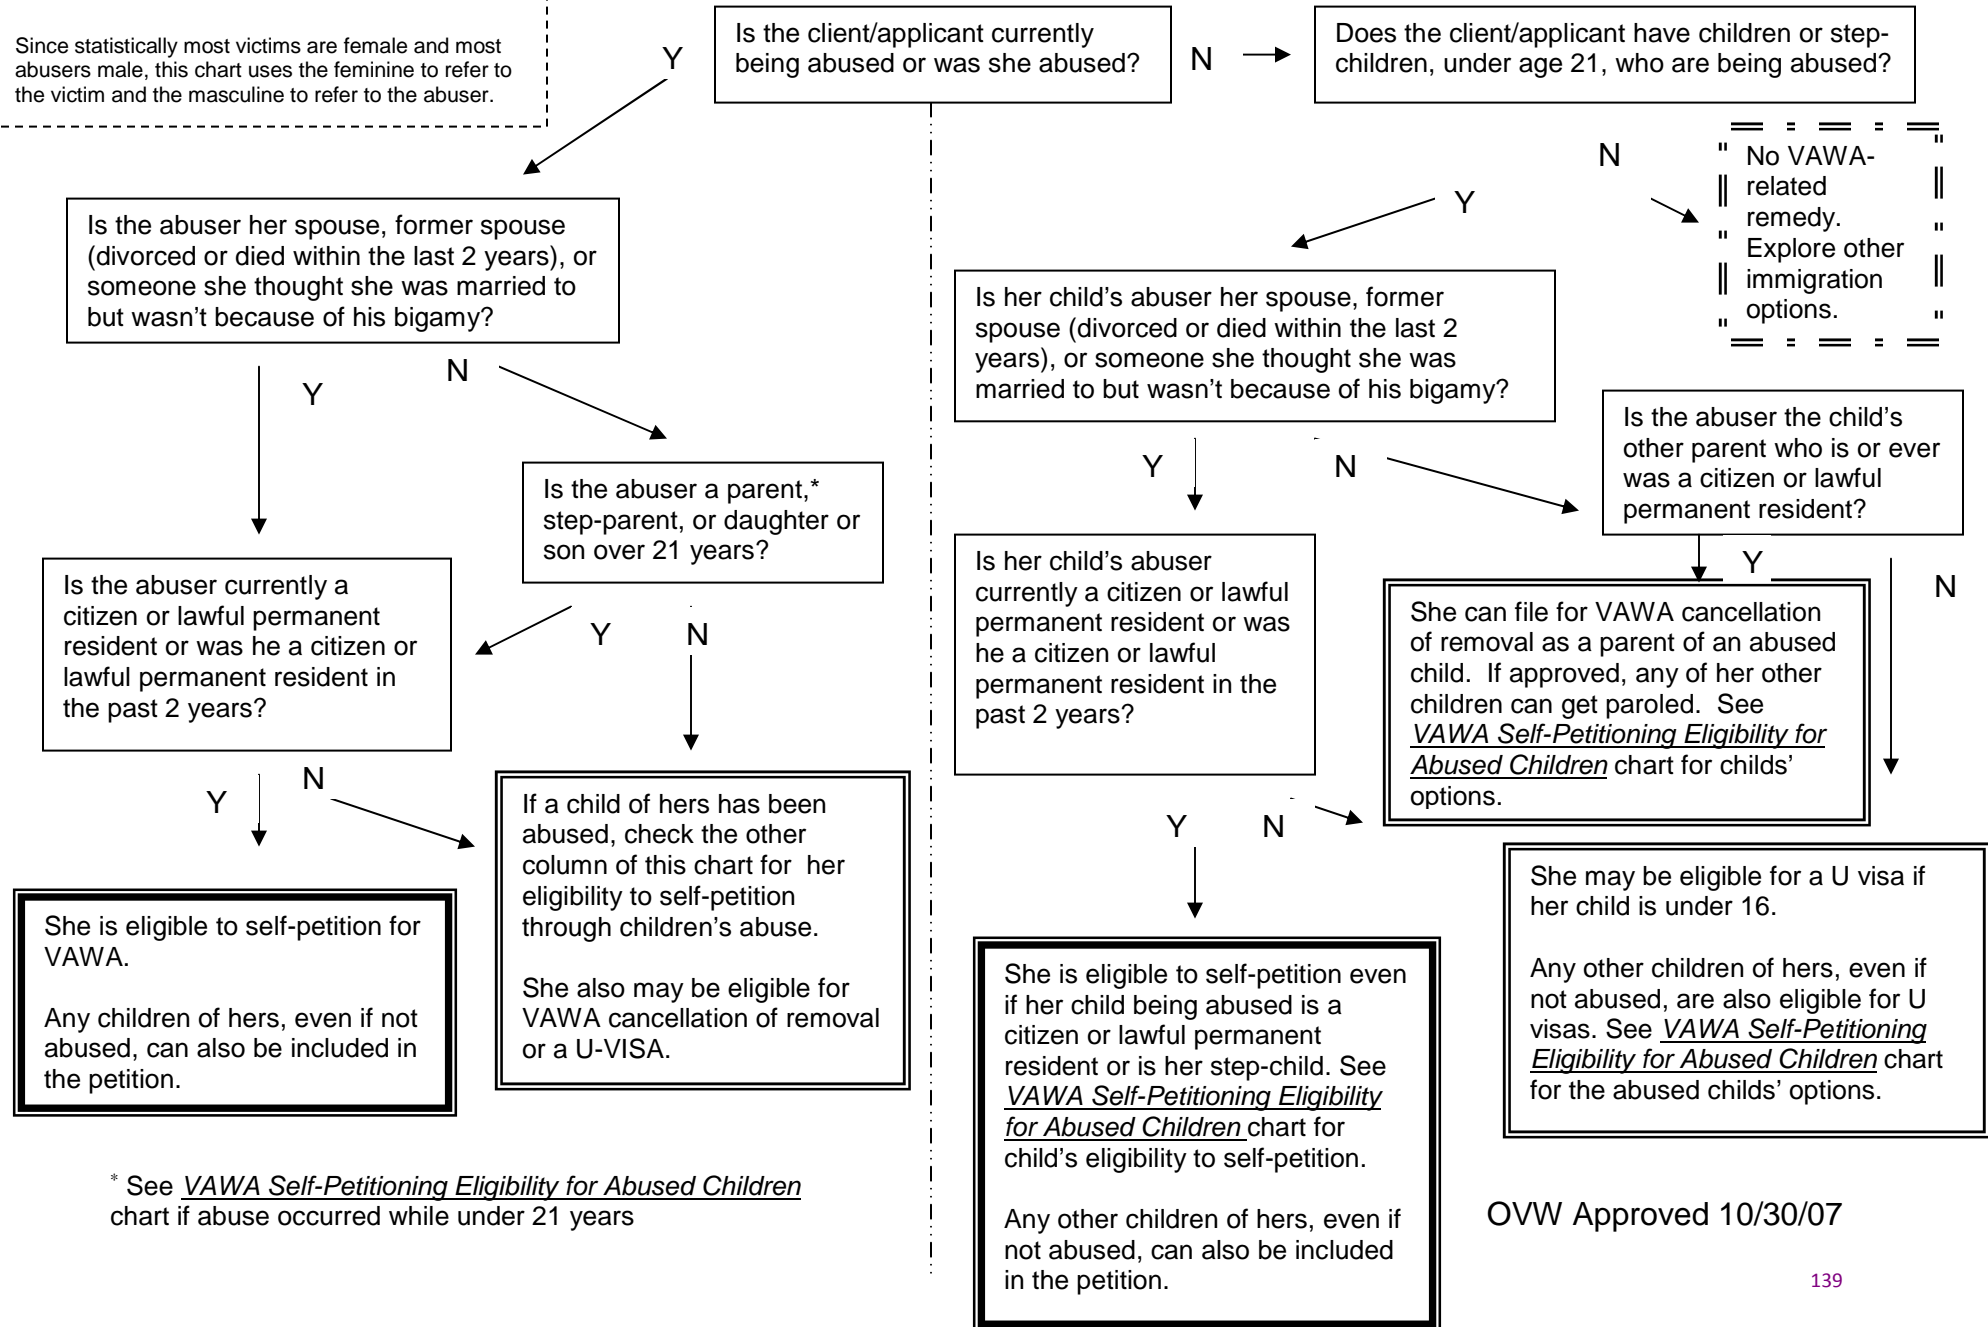 Since statistically most victims are female and most
abusers male, this chart uses the feminine to refer to
the victim and the masculine to refer to the abuser.
Y
Is the client/applicant currently
being abused or was she abused?
N
Does the client/applicant have children or step-
children, under age 21, who are being abused?
N
No VAWA-
related
remedy.
Explore other
immigration
options.
Y
Is the abuser her spouse, former spouse
(divorced or died within the last 2 years), or
someone she thought she was married to
but wasn't because of his bigamy?
Y
N
Is the abuser a parent,*
step-parent, or daughter or
son over 21 years?
Y
N
Is the abuser currently a
citizen or lawful permanent
resident or was he a citizen or
lawful permanent resident in
the past 2 years?
Y
N
If a child of hers has been
abused, check the other
column of this chart for her
eligibility to self-petition
through children's abuse.
She also may be eligible for
VAWA cancellation of removal
or a U-VISA.
She is eligible to self-petition for
VAWA.
Any children of hers, even if not
abused, can also be included in
the petition.
* See VAWA Self-Petitioning Eligibility for Abused Children
chart if abuse occurred while under 21 years
Is her child's abuser her spouse, former
spouse (divorced or died within the last 2
years), or someone she thought she was
married to but wasn't because of his bigamy?
Y
N
Is the abuser the child's
other parent who is or ever
was a citizen or lawful
permanent resident?
Y
N
Is her child's abuser
currently a citizen or lawful
permanent resident or was
he a citizen or lawful
permanent resident in the
past 2 years?
She can file for VAWA cancellation
of removal as a parent of an abused
child. If approved, any of her other
children can get paroled. See
VAWA Self-Petitioning Eligibility for
Abused Children chart for childs'
options.
Y
N
She may be eligible for a U visa if
her child is under 16.
Any other children of hers, even if
not abused, are also eligible for U
visas. See VAWA Self-Petitioning
Eligibility for Abused Children chart
for the abused childs' options.
She is eligible to self-petition even
if her child being abused is a
citizen or lawful permanent
resident or is her step-child. See
VAWA Self-Petitioning Eligibility
for Abused Children chart for
child's eligibility to self-petition.
Any other children of hers, even if
not abused, can also be included
in the petition.
OVW Approved 10/30/07
139